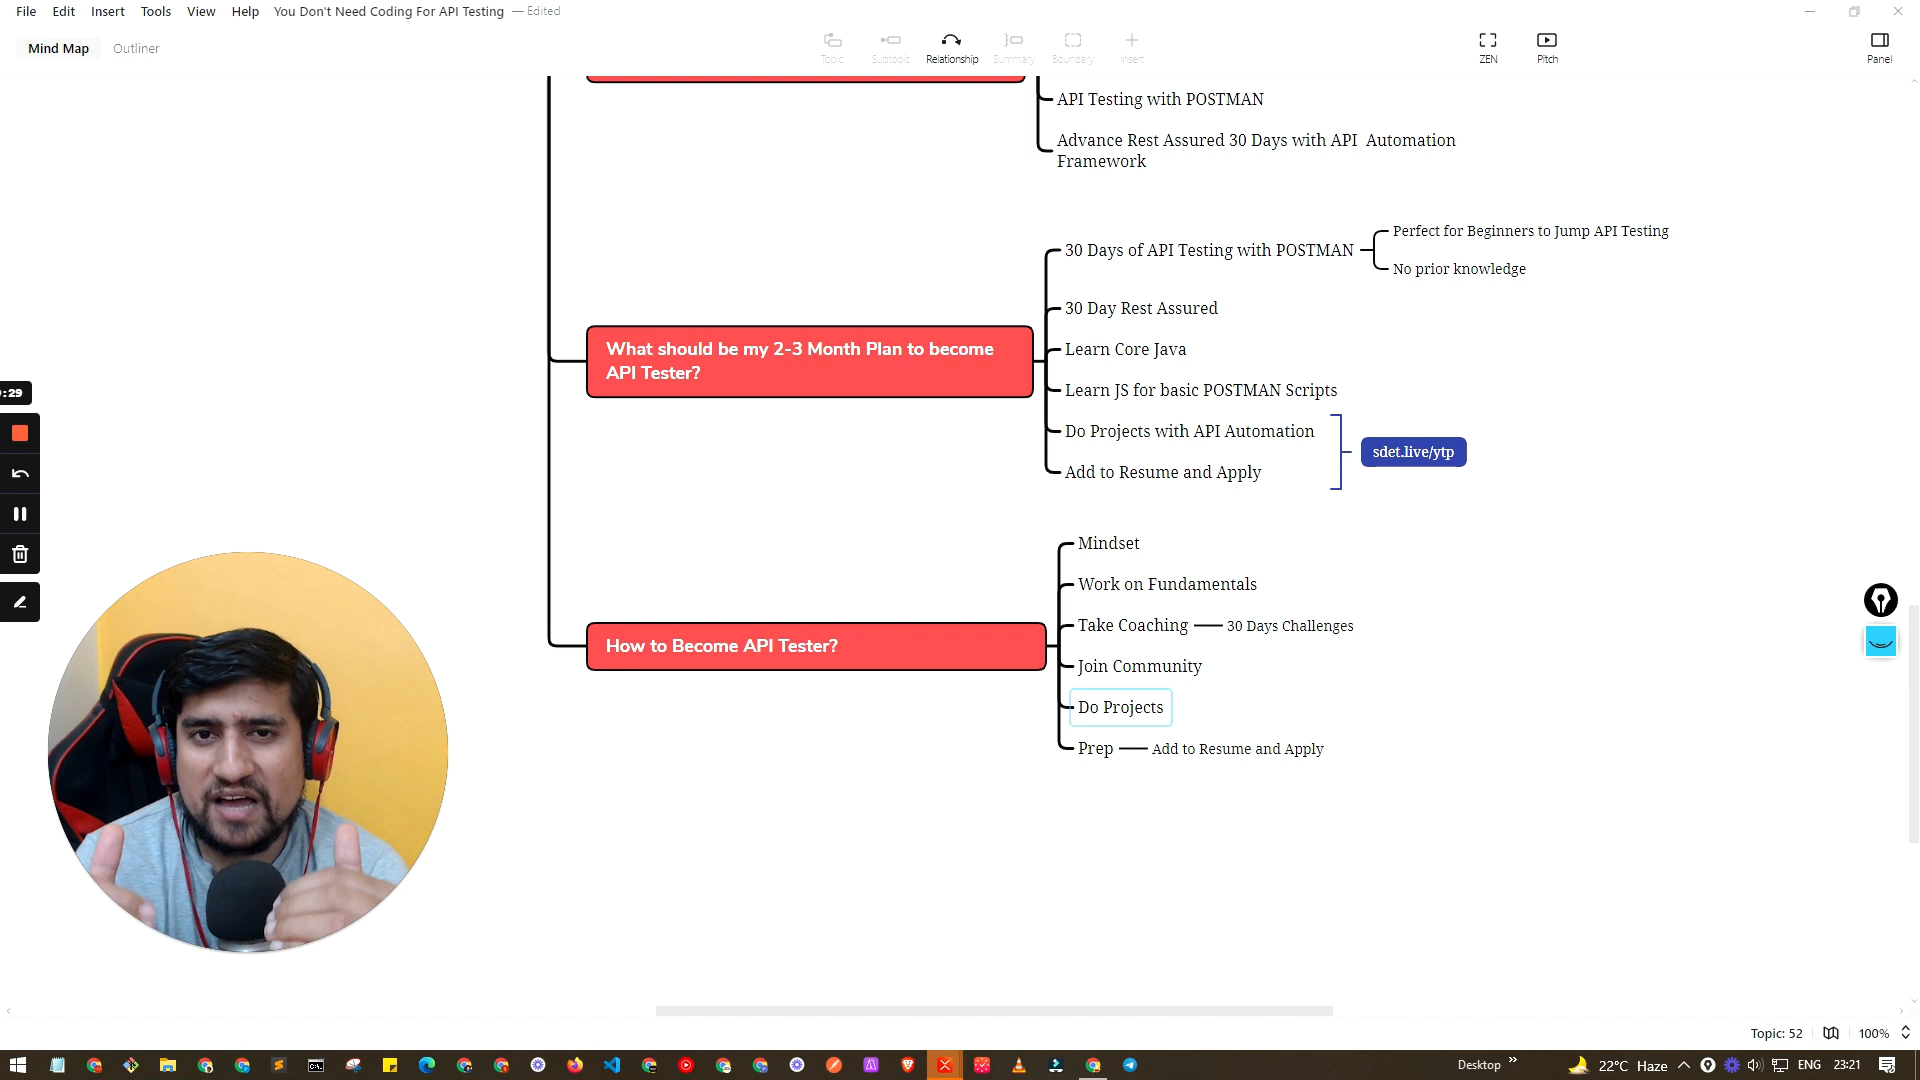 File Edit Insert Tools View Help You Don't Need Coding For API Testing — Edited
Mind Map Outliner
Topic Subtopic Relationship Summary Boundary Insert
ZEN Pitch Panel
API Testing with POSTMAN
Advance Rest Assured 30 Days with API  Automation
Framework
What should be my 2-3 Month Plan to become
API Tester?
30 Days of API Testing with POSTMAN
Perfect for Beginners to Jump API Testing
No prior knowledge
30 Day Rest Assured
Learn Core Java
Learn JS for basic POSTMAN Scripts
Do Projects with API Automation
Add to Resume and Apply
sdet.live/ytp
:29
How to Become API Tester?
Mindset
Work on Fundamentals
Take Coaching
30 Days Challenges
Join Community
Do Projects
Prep
Add to Resume and Apply
Topic: 52 100%
Desktop 22°C Haze ENG 23:21